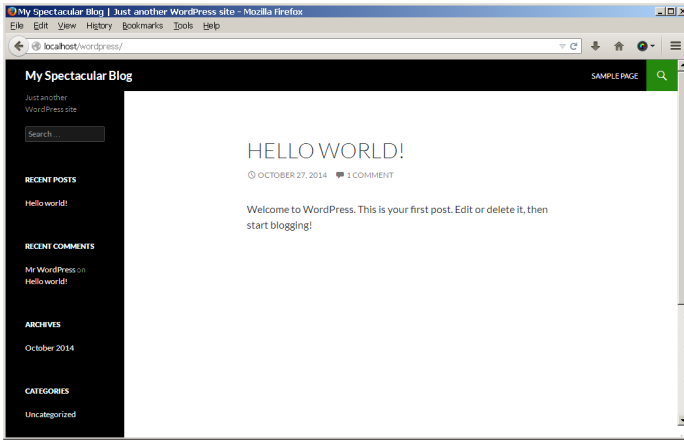 My Spectacular Blog | Just another WordPress site - Mozilla Firefox
File Edit View History Bookmarks Tools Help
localhost/wordpress/
My Spectacular Blog
SAMPLE PAGE
Just another
WordPress site
Search ...
HELLO WORLD!
OCTOBER 27, 2014 1 COMMENT
Welcome to WordPress. This is your first post. Edit or delete it, then
start blogging!
RECENT POSTS
Hello world!
RECENT COMMENTS
Mr WordPress on
Hello world!
ARCHIVES
October 2014
CATEGORIES
Uncategorized